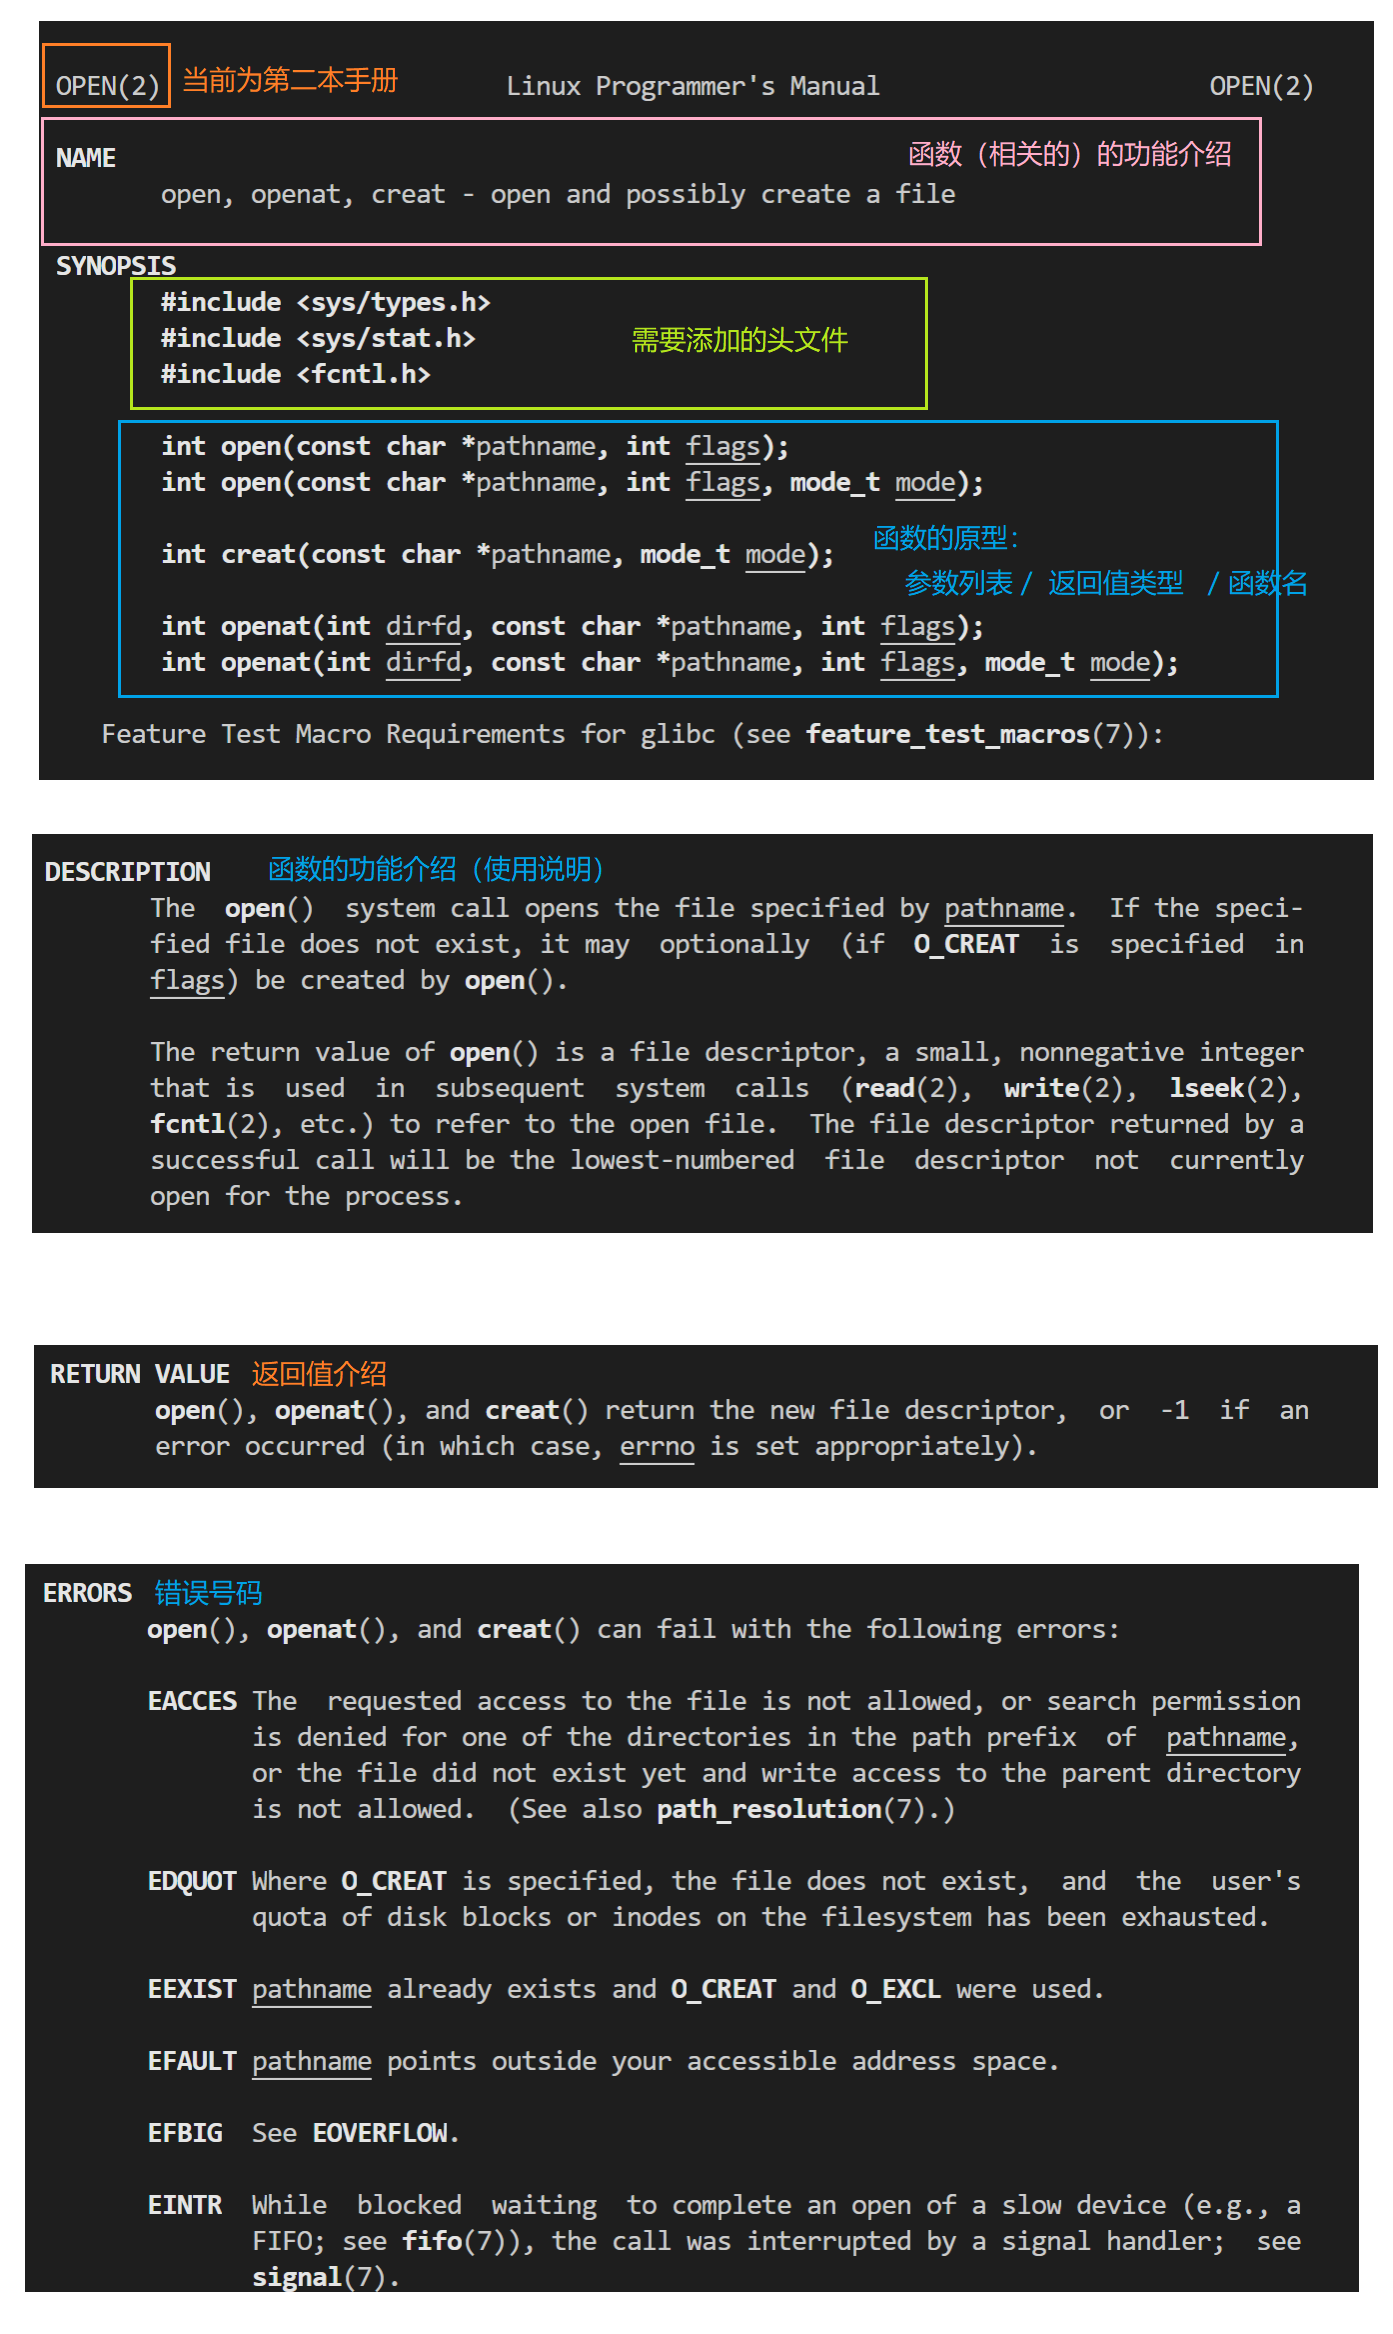 OPEN(2) 当前为第二本手册 Linux Programmer's Manual OPEN(2)
NAME 函数（相关的）的功能介绍
open, openat, creat - open and possibly create a file
SYNOPSIS
#include <sys/types.h>
#include <sys/stat.h> 需要添加的头文件
#include <fcntl.h>
int open(const char *pathname, int flags);
int open(const char *pathname, int flags, mode_t mode);
函数的原型：
int creat(const char *pathname, mode_t mode);
参数列表 / 返回值类型 / 函数名
int openat(int dirfd, const char *pathname, int flags);
int openat(int dirfd, const char *pathname, int flags, mode_t mode);
Feature Test Macro Requirements for glibc (see feature_test_macros(7)):
DESCRIPTION 函数的功能介绍（使用说明）
The open() system call opens the file specified by pathname. If the speci-
fied file does not exist, it may optionally (if O_CREAT is specified in
flags) be created by open().
The return value of open() is a file descriptor, a small, nonnegative integer
that is used in subsequent system calls (read(2), write(2), lseek(2),
fcntl(2), etc.) to refer to the open file. The file descriptor returned by a
successful call will be the lowest-numbered file descriptor not currently
open for the process.
RETURN VALUE 返回值介绍
open(), openat(), and creat() return the new file descriptor, or -1 if an
error occurred (in which case, errno is set appropriately).
ERRORS 错误号码
open(), openat(), and creat() can fail with the following errors:
EACCES The requested access to the file is not allowed, or search permission
is denied for one of the directories in the path prefix of pathname,
or the file did not exist yet and write access to the parent directory
is not allowed. (See also path_resolution(7).)
EDQUOT Where O_CREAT is specified, the file does not exist, and the user's
quota of disk blocks or inodes on the filesystem has been exhausted.
EEXIST pathname already exists and O_CREAT and O_EXCL were used.
EFAULT pathname points outside your accessible address space.
EFBIG See EOVERFLOW.
EINTR While blocked waiting to complete an open of a slow device (e.g., a
FIFO; see fifo(7)), the call was interrupted by a signal handler; see
signal(7).